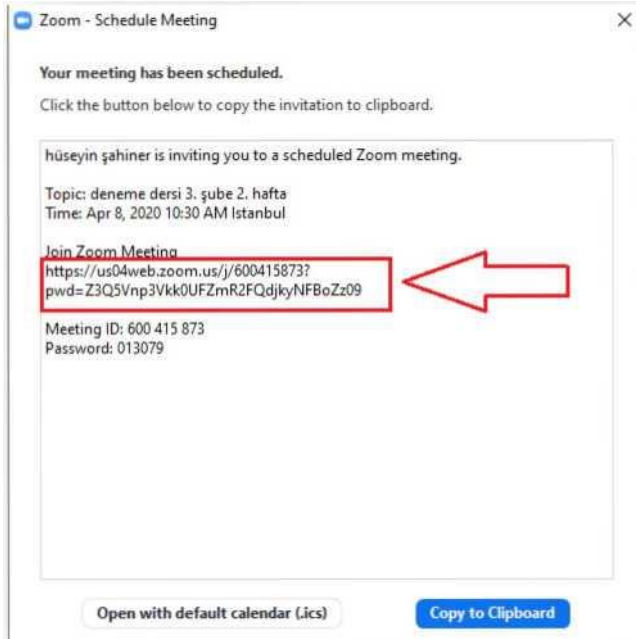 Zoom - Schedule Meeting
Your meeting has been scheduled.
Click the button below to copy the invitation to clipboard.
hüseyin şahiner is inviting you to a scheduled Zoom meeting.
Topic: deneme dersi 3. şube 2. hafta
Time: Apr 8, 2020 10:30 AM Istanbul
Join Zoom Meeting
https://us04web.zoom.us/j/600415873?
pwd=Z3Q5Vnp3Vkk0UFZmR2FQdjkyNFBoZz09
Meeting ID: 600 415 873
Password: 013079
Open with default calendar (.ics)
Copy to Clipboard